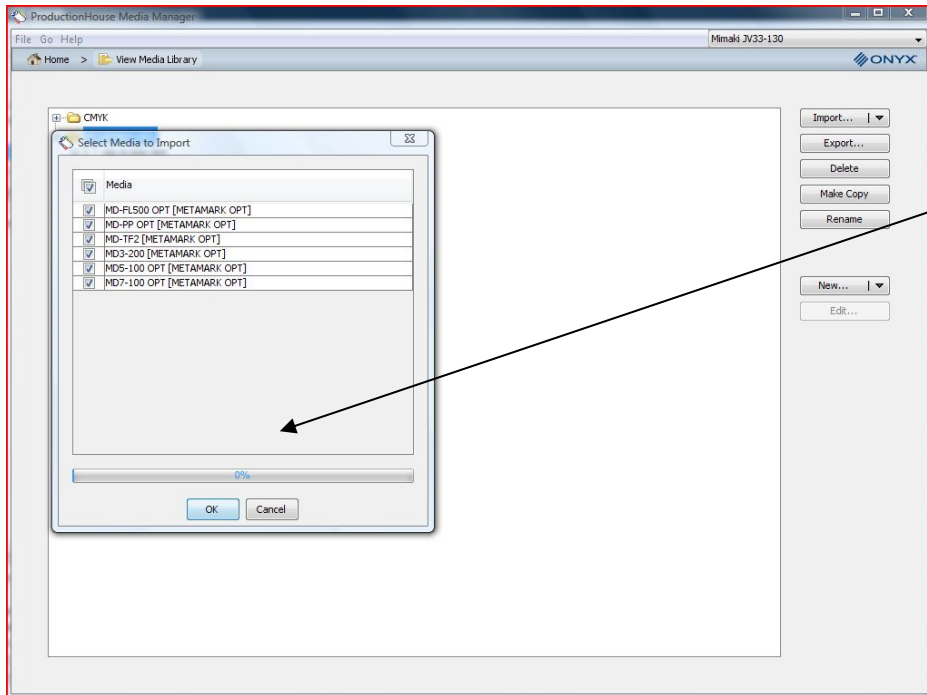 ProductionHouse Media Manager
File Go Help
Mimaki JV33-130
Home > View Media Library
ONYX
CMYK
Select Media to Import
Media
MD-FL500 OPT [METAMARK OPT]
MD-PP OPT [METAMARK OPT]
MD-TF2 [METAMARK OPT]
MD3-200 [METAMARK OPT]
MD5-100 OPT [METAMARK OPT]
MD7-100 OPT [METAMARK OPT]
0%
OK Cancel
Import...
Export...
Delete
Make Copy
Rename
New...
Edit...